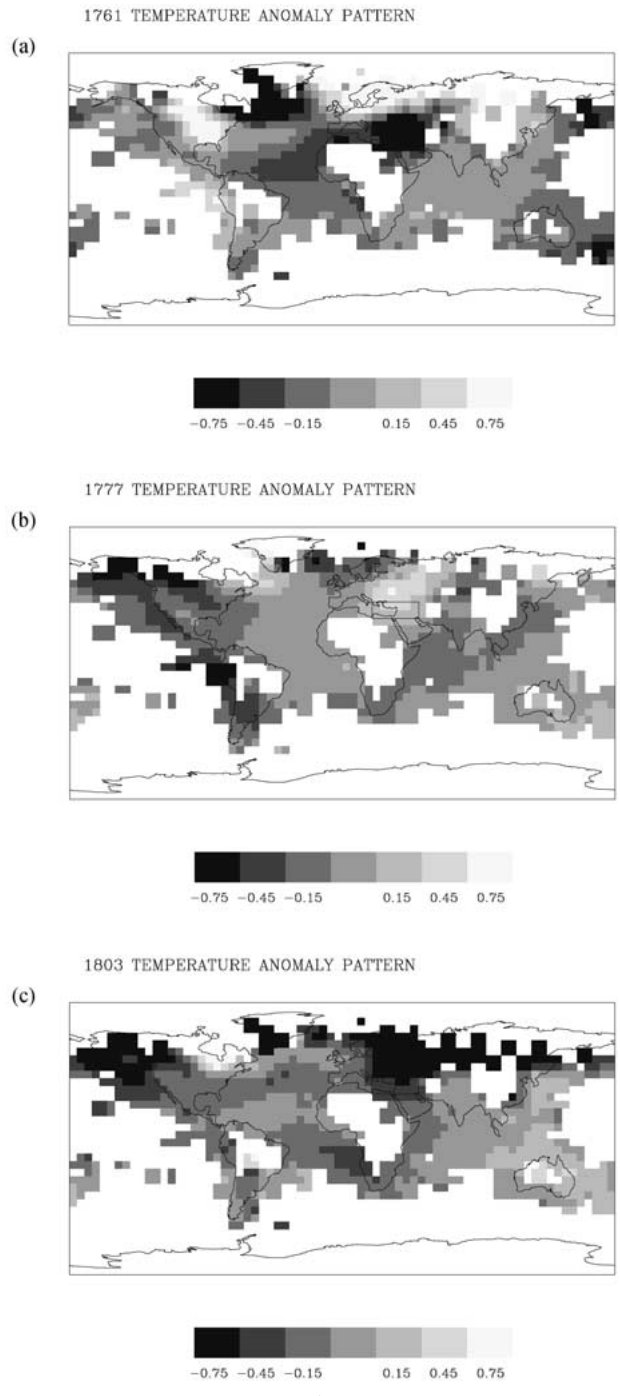 1761 TEMPERATURE ANOMALY PATTERN
(a)
−0.75 −0.45 −0.15 0.15 0.45 0.75
1777 TEMPERATURE ANOMALY PATTERN
(b)
−0.75 −0.45 −0.15 0.15 0.45 0.75
1803 TEMPERATURE ANOMALY PATTERN
(c)
−0.75 −0.45 −0.15 0.15 0.45 0.75